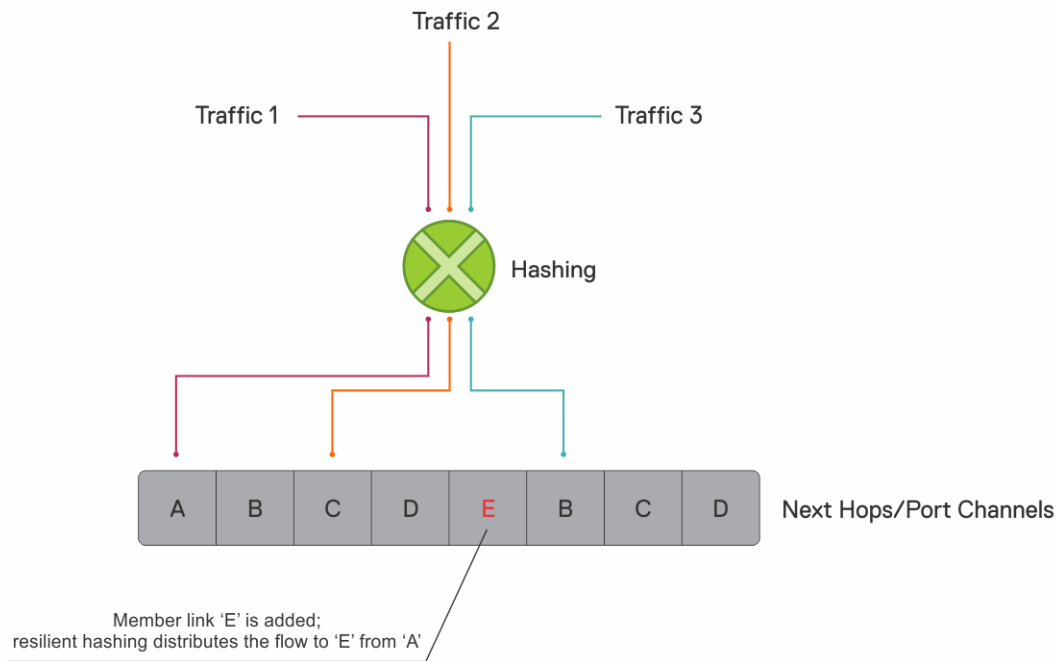 Traffic 2
Traffic 1
Traffic 3
Hashing
A B C D E B C D
Next Hops/Port Channels
Member link ‘E’ is added;
resilient hashing distributes the flow to ‘E’ from ‘A’